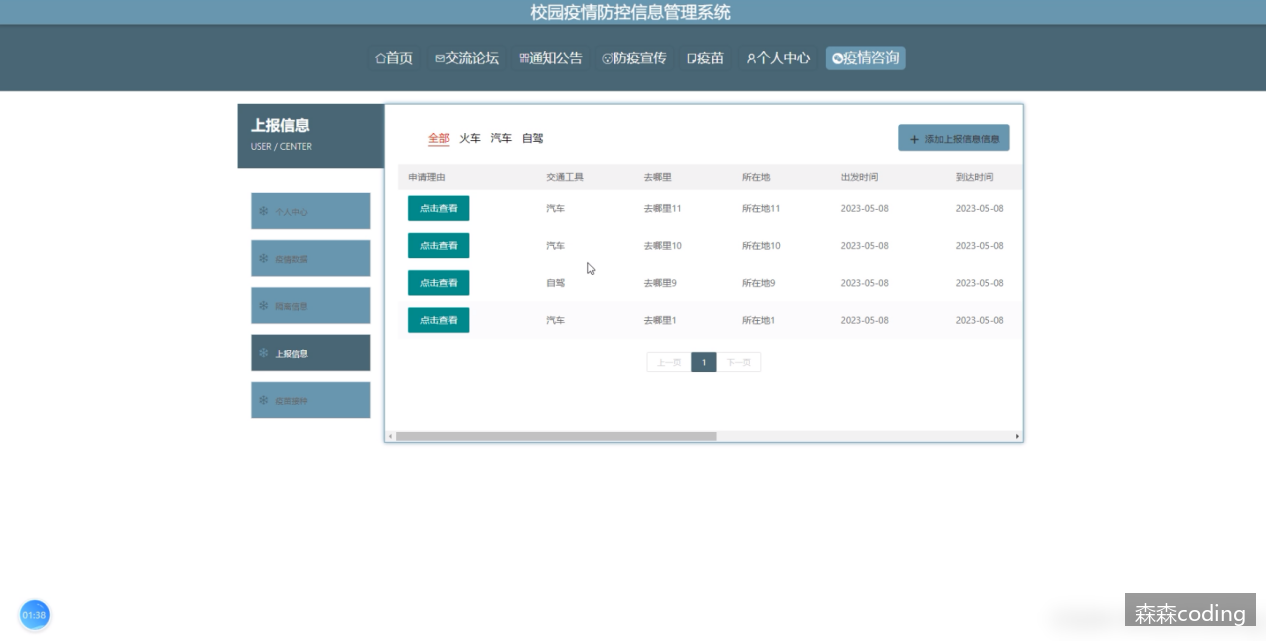 校园疫情防控信息管理系统
首页 交流论坛 通知公告 防疫宣传 疫苗 个人中心 疫情咨询
上报信息
USER / CENTER
个人中心
疫情数据
隔离信息
上报信息
疫苗接种
全部 火车 汽车 自驾
+ 添加上报信息信息
申请理由 交通工具 去哪里 所在地 出发时间 到达时间
点击查看 汽车 去哪里11 所在地11 2023-05-08 2023-05-08
点击查看 汽车 去哪里10 所在地10 2023-05-08 2023-05-08
点击查看 自驾 去哪里9 所在地9 2023-05-08 2023-05-08
点击查看 汽车 去哪里1 所在地1 2023-05-08 2023-05-08
上一页 1 下一页
01:38
森森coding